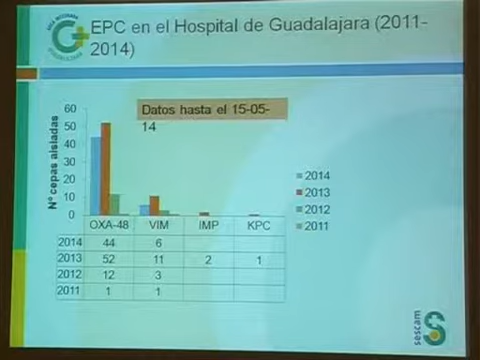 EPC en el Hospital de Guadalajara (2011-
2014)
Datos hasta el 15-05-
14
Nº cepas aisladas
60
50
40
30
20
10
0
OXA-48 VIM IMP KPC
2014 44 6
2013 52 11 2 1
2012 12 3
2011 1 1
2014
2013
2012
2011
sescam